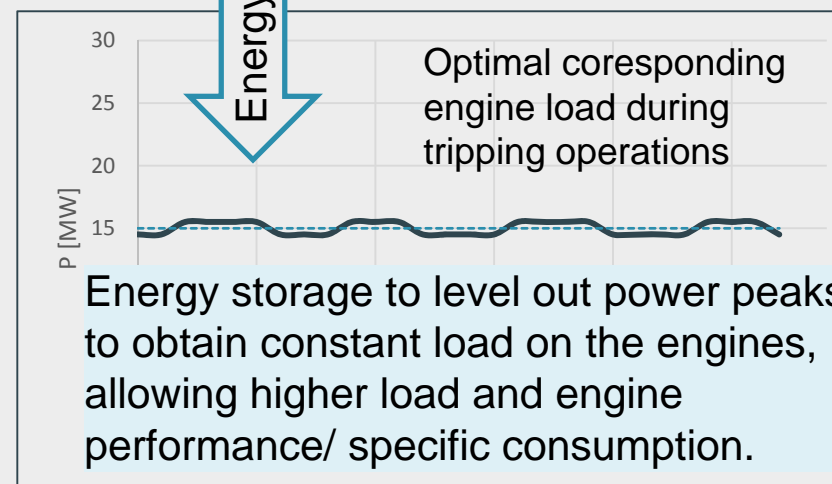 Energy
30
Optimal coresponding
25
engine load during
20
tripping operations
P [MW]
15
Energy storage to level out power peaks
to obtain constant load on the engines,
allowing higher load and engine
performance/ specific consumption.